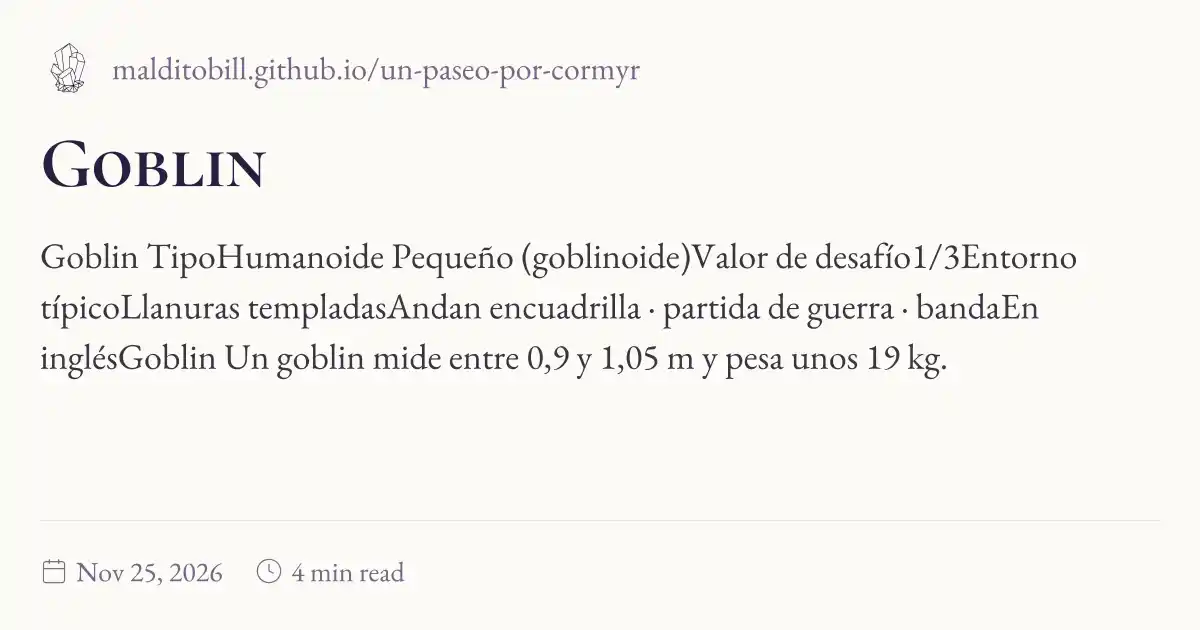 malditobill.github.io/un-paseo-por-cormyr
Goblin
Goblin TipoHumanoide Pequeño (goblinoide)Valor de desafío1/3Entorno
típicoLlanuras templadasAndan encuadrilla · partida de guerra · bandaEn
inglésGoblin Un goblin mide entre 0,9 y 1,05 m y pesa unos 19 kg.
Nov 25, 2026 4 min read